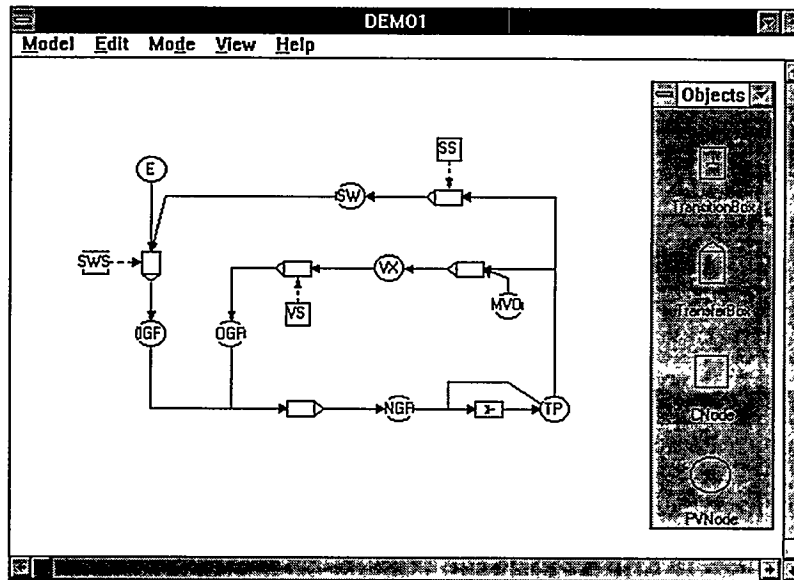 DEMO1
Model Edit Mode View Help
Objects
SS
E
SW
TransitionBox
SWS
VX
VS
MVO
TransferBox
OGF
OGR
CNode
NGR
TP
PVNode